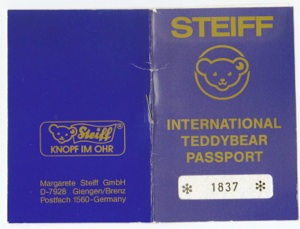 Steiff
KNOPF IM OHR
Margarete Steiff GmbH
D-7928 Giengen/Brenz
Postfach 1560-Germany
STEIFF
INTERNATIONAL
TEDDYBEAR
PASSPORT
* 1837 *